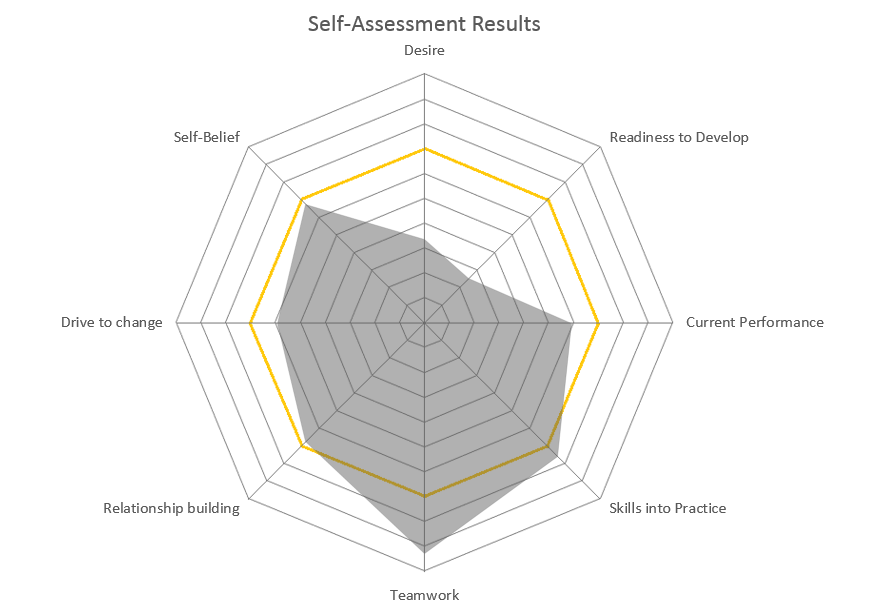 Self-Assessment Results
Desire
Self-Belief
Readiness to Develop
Drive to change
Current Performance
Relationship building
Skills into Practice
Teamwork